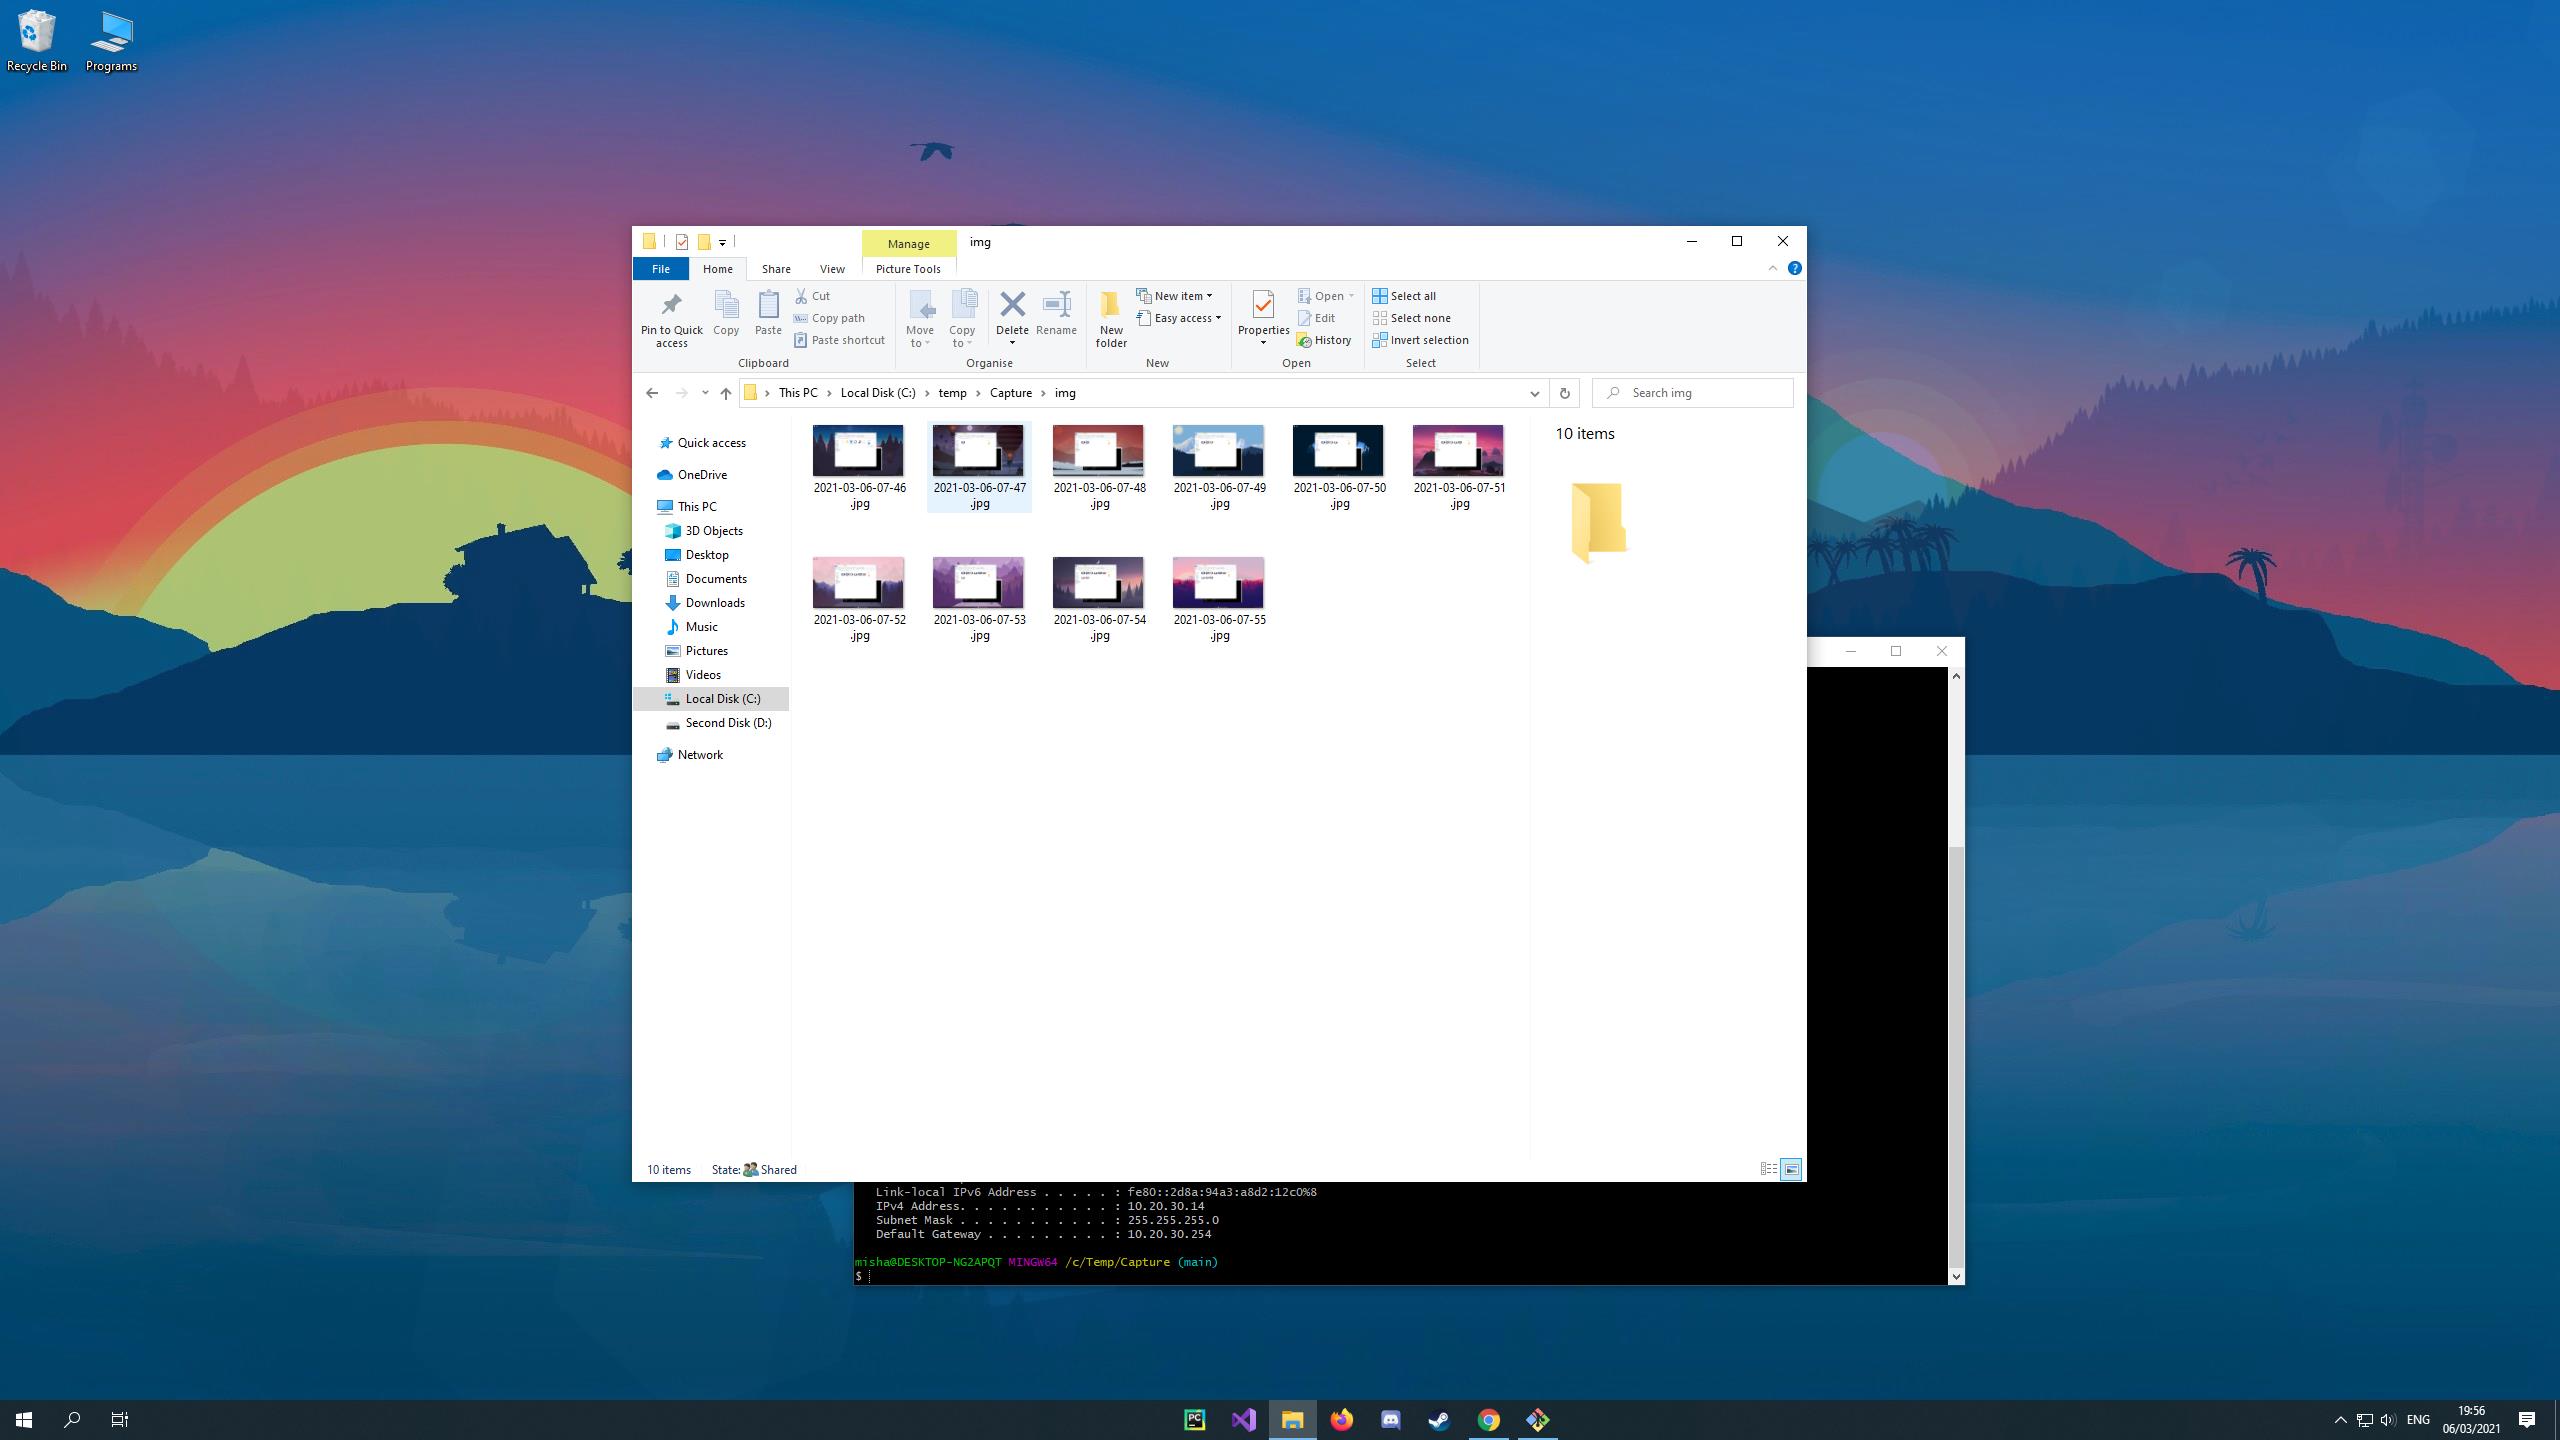 Recycle Bin
Programs
Manage
img
File
Home
Share
View
Picture Tools
Pin to Quick access
Copy
Paste
Cut
Copy path
Paste shortcut
Clipboard
Move to
Copy to
Delete
Rename
Organise
New folder
New item
Easy access
New
Properties
Open
Edit
History
Open
Select all
Select none
Invert selection
Select
This PC > Local Disk (C:) > temp > Capture > img
Search img
Quick access
OneDrive
This PC
3D Objects
Desktop
Documents
Downloads
Music
Pictures
Videos
Local Disk (C:)
Second Disk (D:)
Network
2021-03-06-07-46.jpg
2021-03-06-07-47.jpg
2021-03-06-07-48.jpg
2021-03-06-07-49.jpg
2021-03-06-07-50.jpg
2021-03-06-07-51.jpg
2021-03-06-07-52.jpg
2021-03-06-07-53.jpg
2021-03-06-07-54.jpg
2021-03-06-07-55.jpg
10 items
10 items
State: Shared
Link-local IPv6 Address . . . . . : fe80::2d8a:94a3:a8d2:12c0%8
IPv4 Address. . . . . . . . . . . : 10.20.30.14
Subnet Mask . . . . . . . . . . . : 255.255.255.0
Default Gateway . . . . . . . . . : 10.20.30.254
misha@DESKTOP-NG2APQT MINGW64 /c/Temp/Capture (main)
$
ENG
19:56
06/03/2021